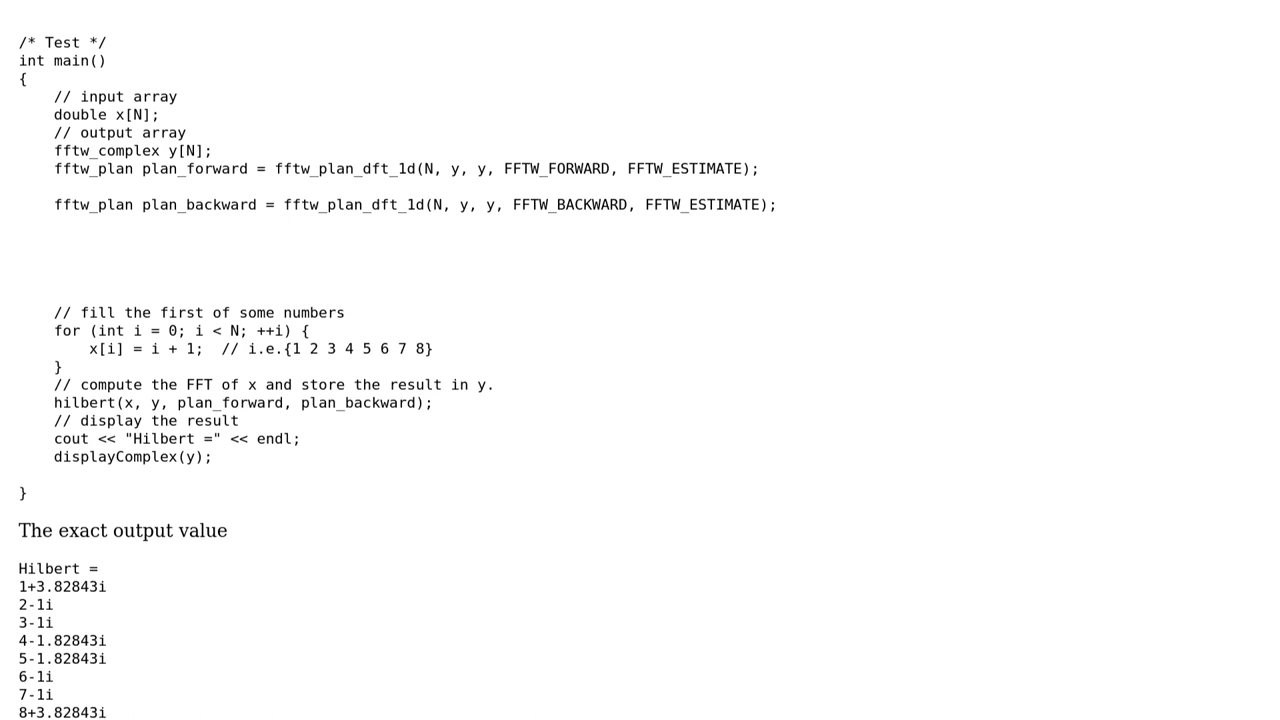 /* Test */
int main()
{
    // input array
    double x[N];
    // output array
    fftw_complex y[N];
    fftw_plan plan_forward = fftw_plan_dft_1d(N, y, y, FFTW_FORWARD, FFTW_ESTIMATE);
    fftw_plan plan_backward = fftw_plan_dft_1d(N, y, y, FFTW_BACKWARD, FFTW_ESTIMATE);
    // fill the first of some numbers
    for (int i = 0; i < N; ++i) {
        x[i] = i + 1;  // i.e.{1 2 3 4 5 6 7 8}
    }
    // compute the FFT of x and store the result in y.
    hilbert(x, y, plan_forward, plan_backward);
    // display the result
    cout << "Hilbert =" << endl;
    displayComplex(y);
}
The exact output value
Hilbert =
1+3.82843i
2-1i
3-1i
4-1.82843i
5-1.82843i
6-1i
7-1i
8+3.82843i